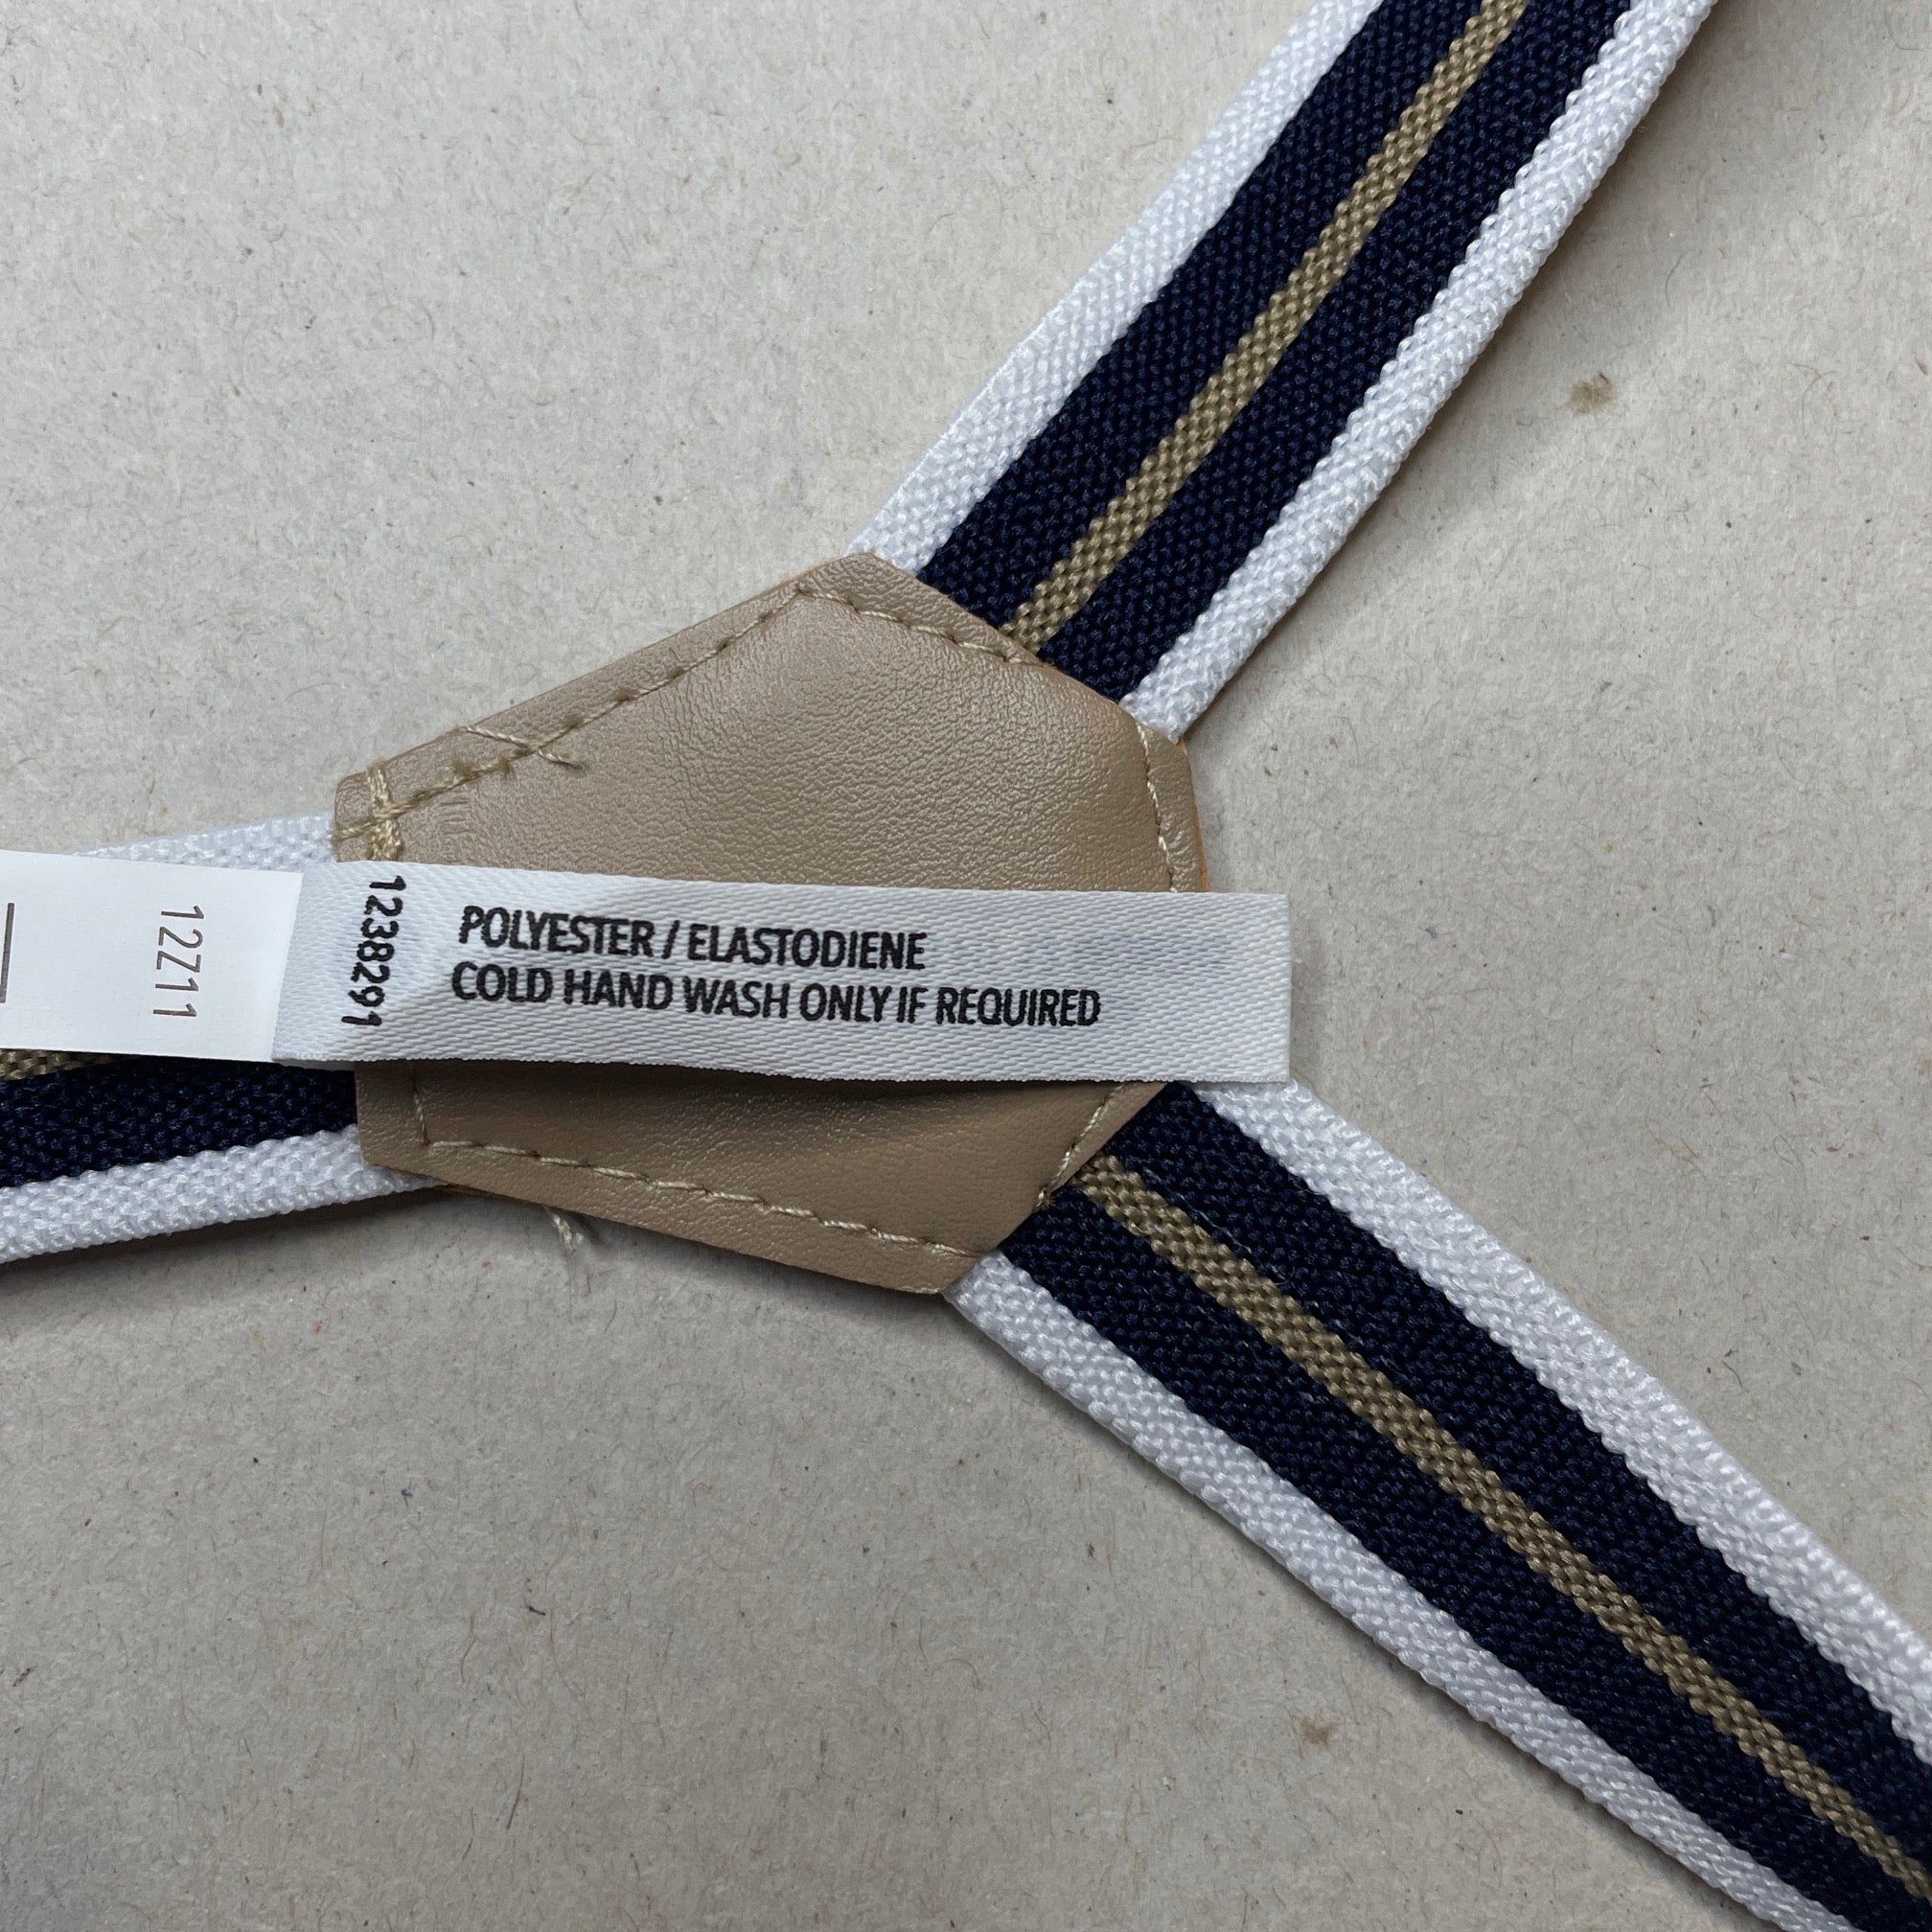 12Z11
1238291
POLYESTER / ELASTODIENE
COLD HAND WASH ONLY IF REQUIRED